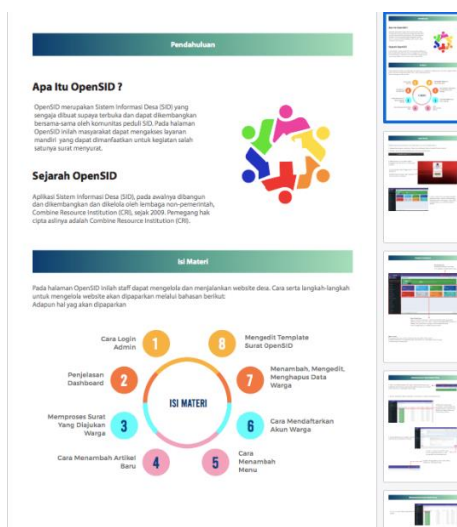 Pendahuluan
Apa Itu OpenSID ?
OpenSID merupakan Sistem Informasi Desa (SID) yang
sengaja dibuat supaya terbuka dan dapat dikembangkan
bersama-sama oleh komunitas peduli SID. Pada halaman
OpenSID inilah masyarakat dapat mengakses layanan
mandiri yang dapat dimanfaatkan untuk kegiatan salah
satunya surat menyurat.
Sejarah OpenSID
Aplikasi Sistem Informasi Desa (SID), pada awalnya dibangun
dan dikembangkan dan dikelola oleh lembaga non-pemerintah,
Combine Resource Institution (CRI), sejak 2009. Pemegang hak
cipta aslinya adalah Combine Resource Institution (CRI).
Isi Materi
Pada halaman OpenSID inilah staff dapat mengelola dan menjalankan website desa. Cara serta langkah-langkah
untuk mengelola website akan dipaparkan melalui bahasan berikut:
Adapun hal yag akan dipaparkan
Cara Login
Admin
1
Penjelasan
Dashboard
2
Memproses Surat
Yang Diajukan
Warga
3
Cara Menambah Artikel
Baru
4
ISI MATERI
5
Cara
Menambah
Menu
6
Cara Mendaftarkan
Akun Warga
7
Menambah, Mengedit,
Menghapus Data
Warga
8
Mengedit Template
Surat OpenSID